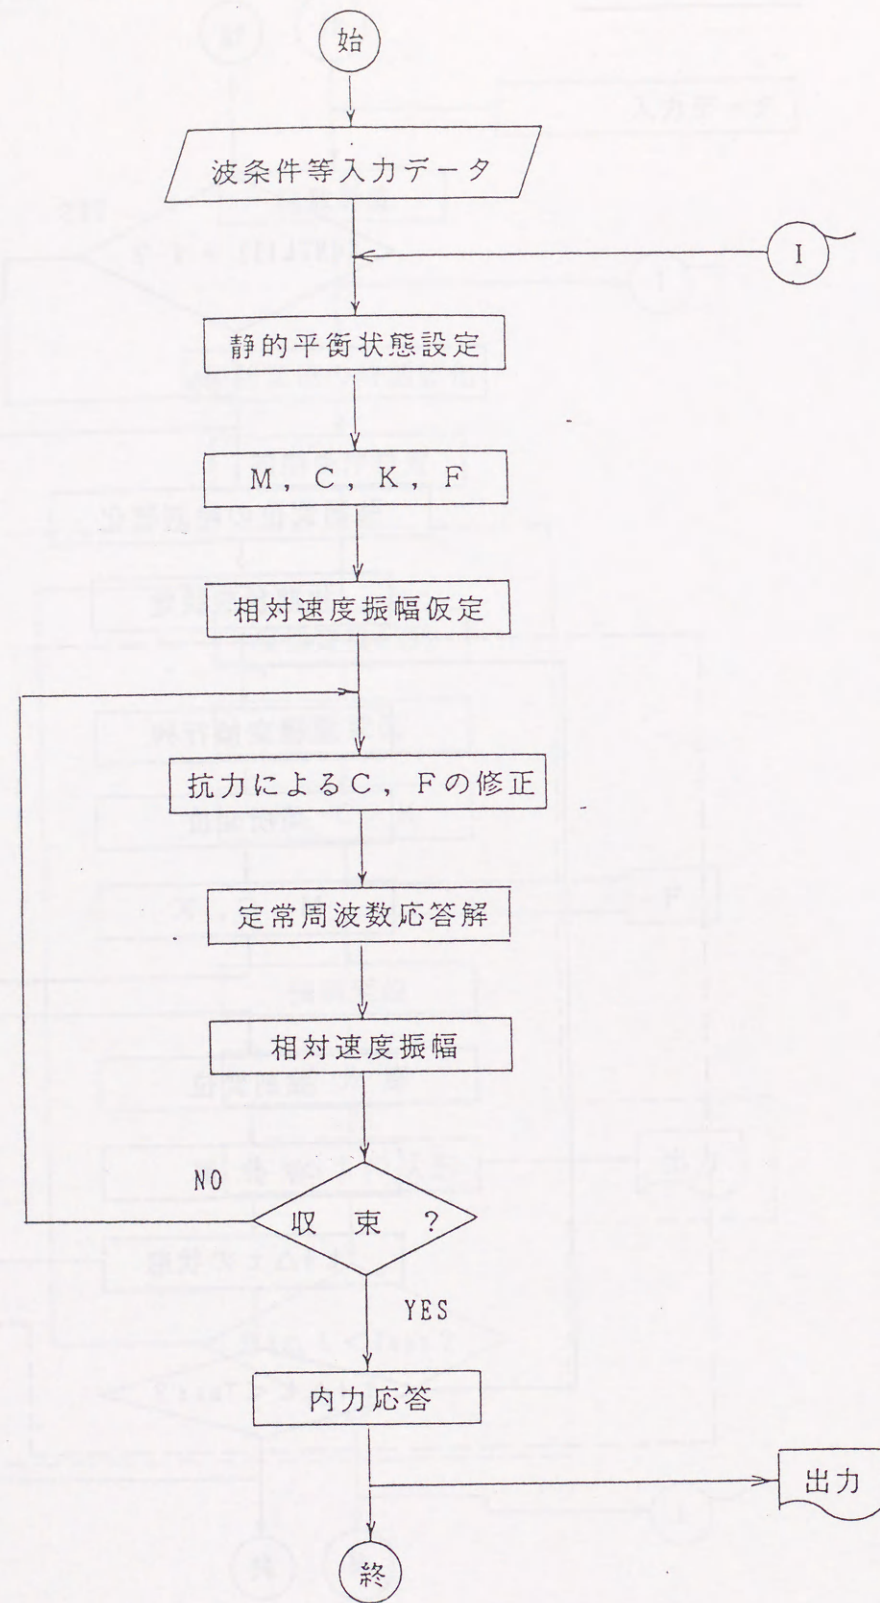 始
波条件等入力データ
I
静的平衡状態設定
M, C, K, F
相対速度振幅仮定
抗力によるC, Fの修正
定常周波数応答解
相対速度振幅
NO
収束?
YES
内力応答
出力
終